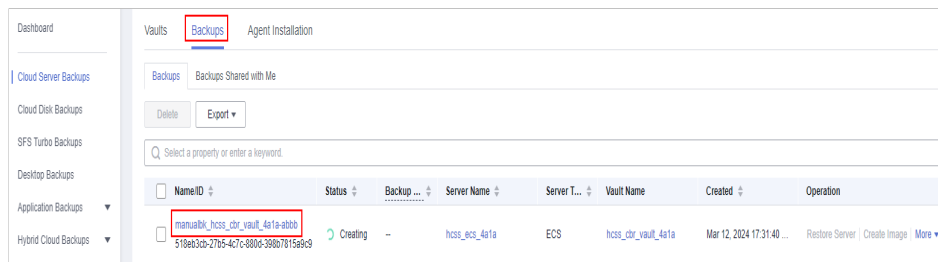 Dashboard
Cloud Server Backups
Cloud Disk Backups
SFS Turbo Backups
Desktop Backups
Application Backups
Hybrid Cloud Backups
Vaults Backups Agent Installation
Backups Backups Shared with Me
Delete Export
Select a property or enter a keyword.
Name/ID Status Backup ... Server Name Server T... Vault Name Created Operation
manualbk_hcss_cbr_vault_4a1a-abbb
518eb3cb-27b5-4c7c-880d-398b7815a9c9
Creating -- hcss_ecs_4a1a ECS hcss_cbr_vault_4a1a Mar 12, 2024 17:31:40 ... Restore Server | Create Image | More